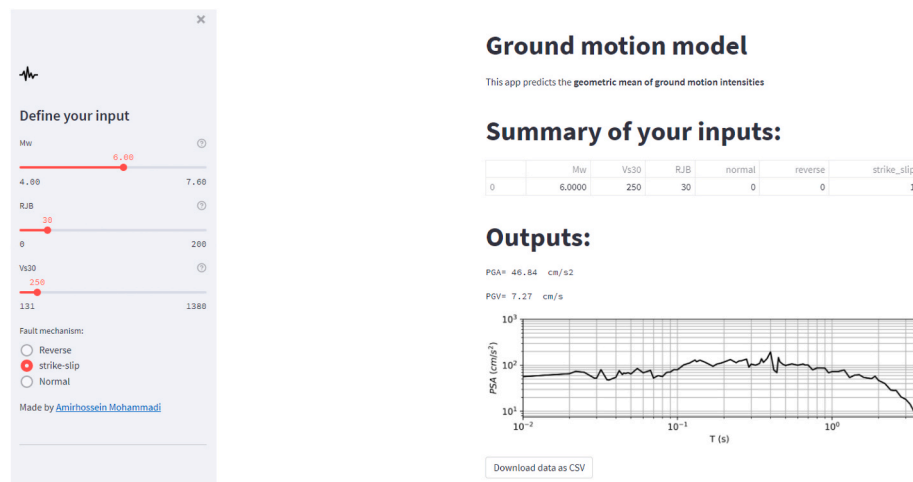 ×
Define your input
Mw
6.00
4.00 7.60
RJB
30
0 200
Vs30
250
131 1380
Fault mechanism:
Reverse
strike-slip
Normal
Made by Amirhossein Mohammadi
Ground motion model
This app predicts the geometric mean of ground motion intensities
Summary of your inputs:
Mw Vs30 RJB normal reverse strike_slip
0 6.0000 250 30 0 0 1
Outputs:
PGA= 46.84 cm/s2
PGV= 7.27 cm/s
PSA (cm/s²)
10³
10²
10¹
10⁻² 10⁻¹ 10⁰
T (s)
Download data as CSV